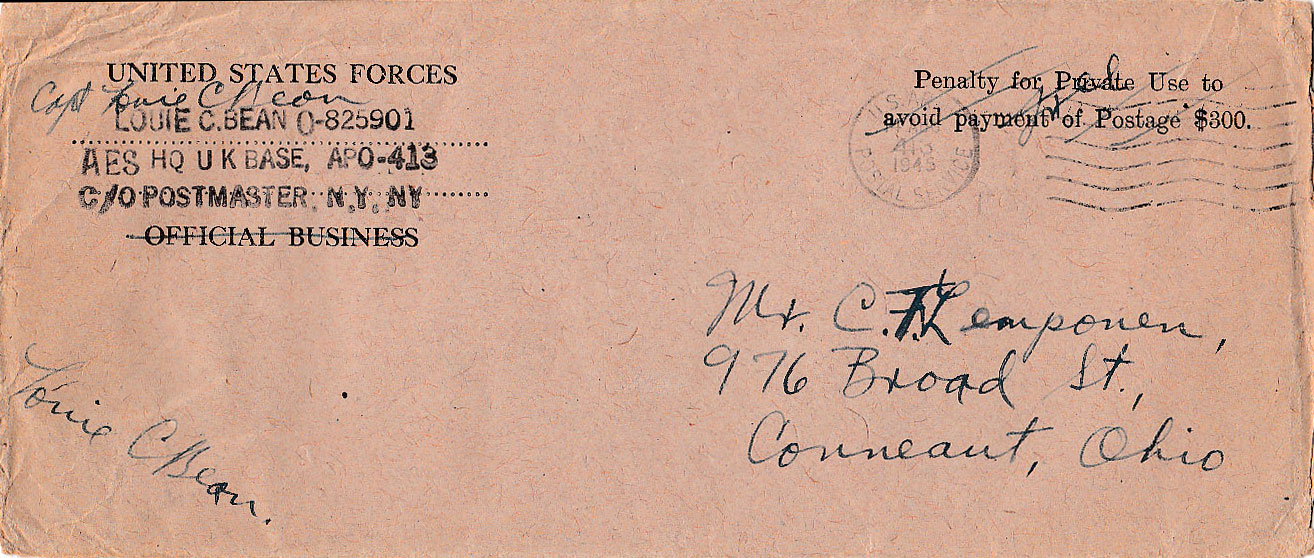 UNITED STATES FORCES
Capt Louie C Bean
LOUIE C. BEAN O-825901
AES HQ U K BASE, APO-413
C/O POSTMASTER, N.Y, NY
OFFICIAL BUSINESS
Penalty for Private Use to
avoid payment of Postage $300.
U.S.
1945
POSTAL SERVICE
Mr. C. T. Kemponen,
976 Broad St.,
Conneaut, Ohio
Louie C Bean.